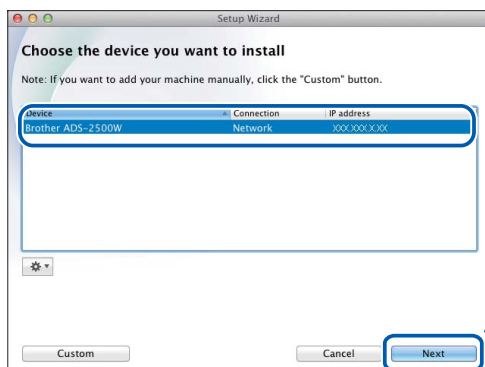 Setup Wizard
Choose the device you want to install
Note: If you want to add your machine manually, click the "Custom" button.
Device Connection IP address
Brother ADS-2500W Network XXX.XXX.X.XX
Custom Cancel Next